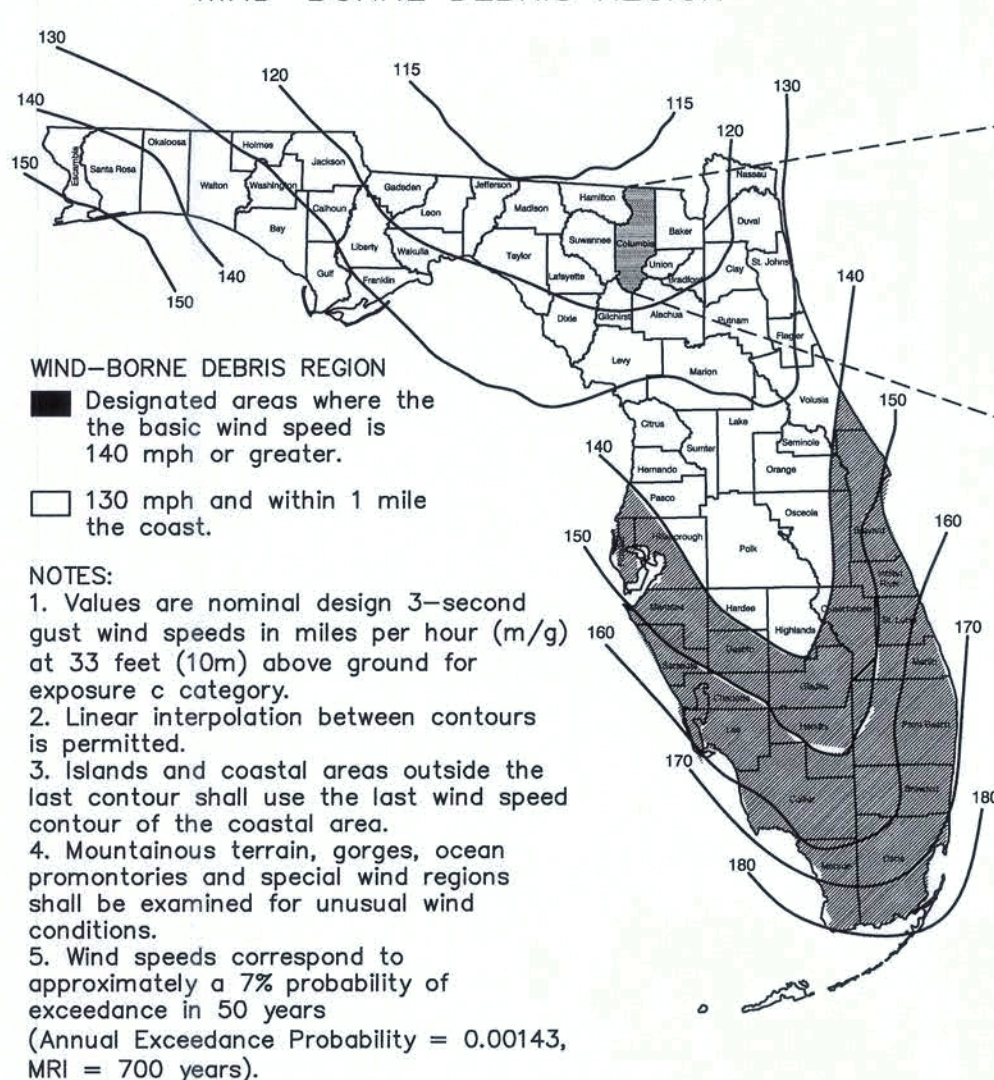 WIND-BORNE DEBRIS REGION
130
115
120
130
140
115
120
150
Escambia
Santa Rosa
Okaloosa
Walton
Holmes
Washington
Jackson
Bay
Calhoun
Gulf
Liberty
Franklin
Gadsden
Leon
Wakulla
Jefferson
Madison
Taylor
Hamilton
Suwannee
Lafayette
Columbia
Baker
Union
Bradford
Nassau
Duval
Clay
St. Johns
Dixie
Gilchirst
Alachua
Putnam
Flagler
Levy
Marion
Volusia
140
150
140
150
Citrus
Sumter
Lake
Seminole
Hernando
Orange
Pasco
Osceola
Hillsborough
Polk
140
150
160
160
170
Manatee
Hardee
Highlands
Okeechobee
St. Lucie
Sarasota
Desoto
Martin
Charlotte
Glades
Lee
Hendry
Palm Beach
Collier
Broward
Monroe
Dade
170
180
180
WIND-BORNE DEBRIS REGION
Designated areas where the
the basic wind speed is
140 mph or greater.
130 mph and within 1 mile
the coast.
NOTES:
1. Values are nominal design 3-second
gust wind speeds in miles per hour (m/g)
at 33 feet (10m) above ground for
exposure c category.
2. Linear interpolation between contours
is permitted.
3. Islands and coastal areas outside the
last contour shall use the last wind speed
contour of the coastal area.
4. Mountainous terrain, gorges, ocean
promontories and special wind regions
shall be examined for unusual wind
conditions.
5. Wind speeds correspond to
approximately a 7% probability of
exceedance in 50 years
(Annual Exceedance Probability = 0.00143,
MRI = 700 years).